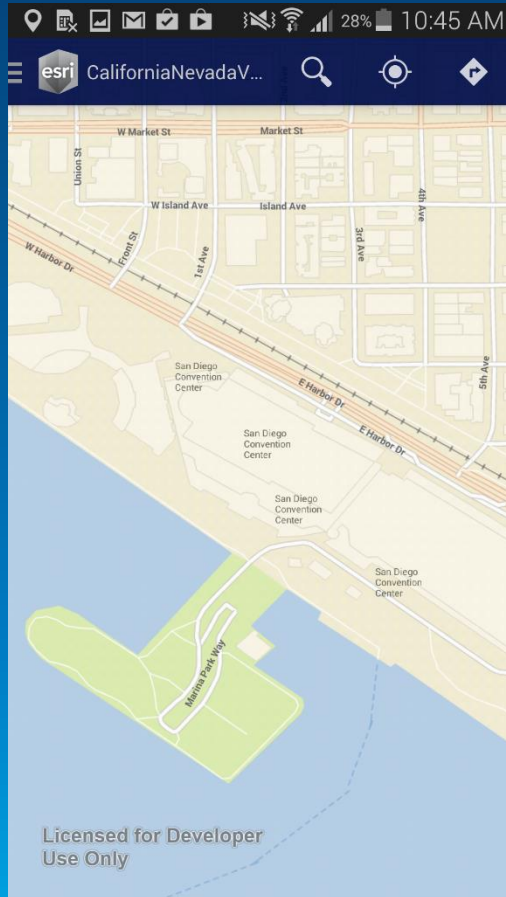 28% 10:45 AM
esri CaliforniaNevadaV...
W Market St
Market St
Union St
W Island Ave
Island Ave
4th Ave
Front St
1st Ave
3rd Ave
W Harbor Dr
5th Ave
San Diego
Convention
Center
E Harbor Dr
San Diego
Convention
Center
E Harbor Dr
San Diego
Convention
Center
San Diego
Convention
Center
Marina Park Way
Licensed for Developer
Use Only